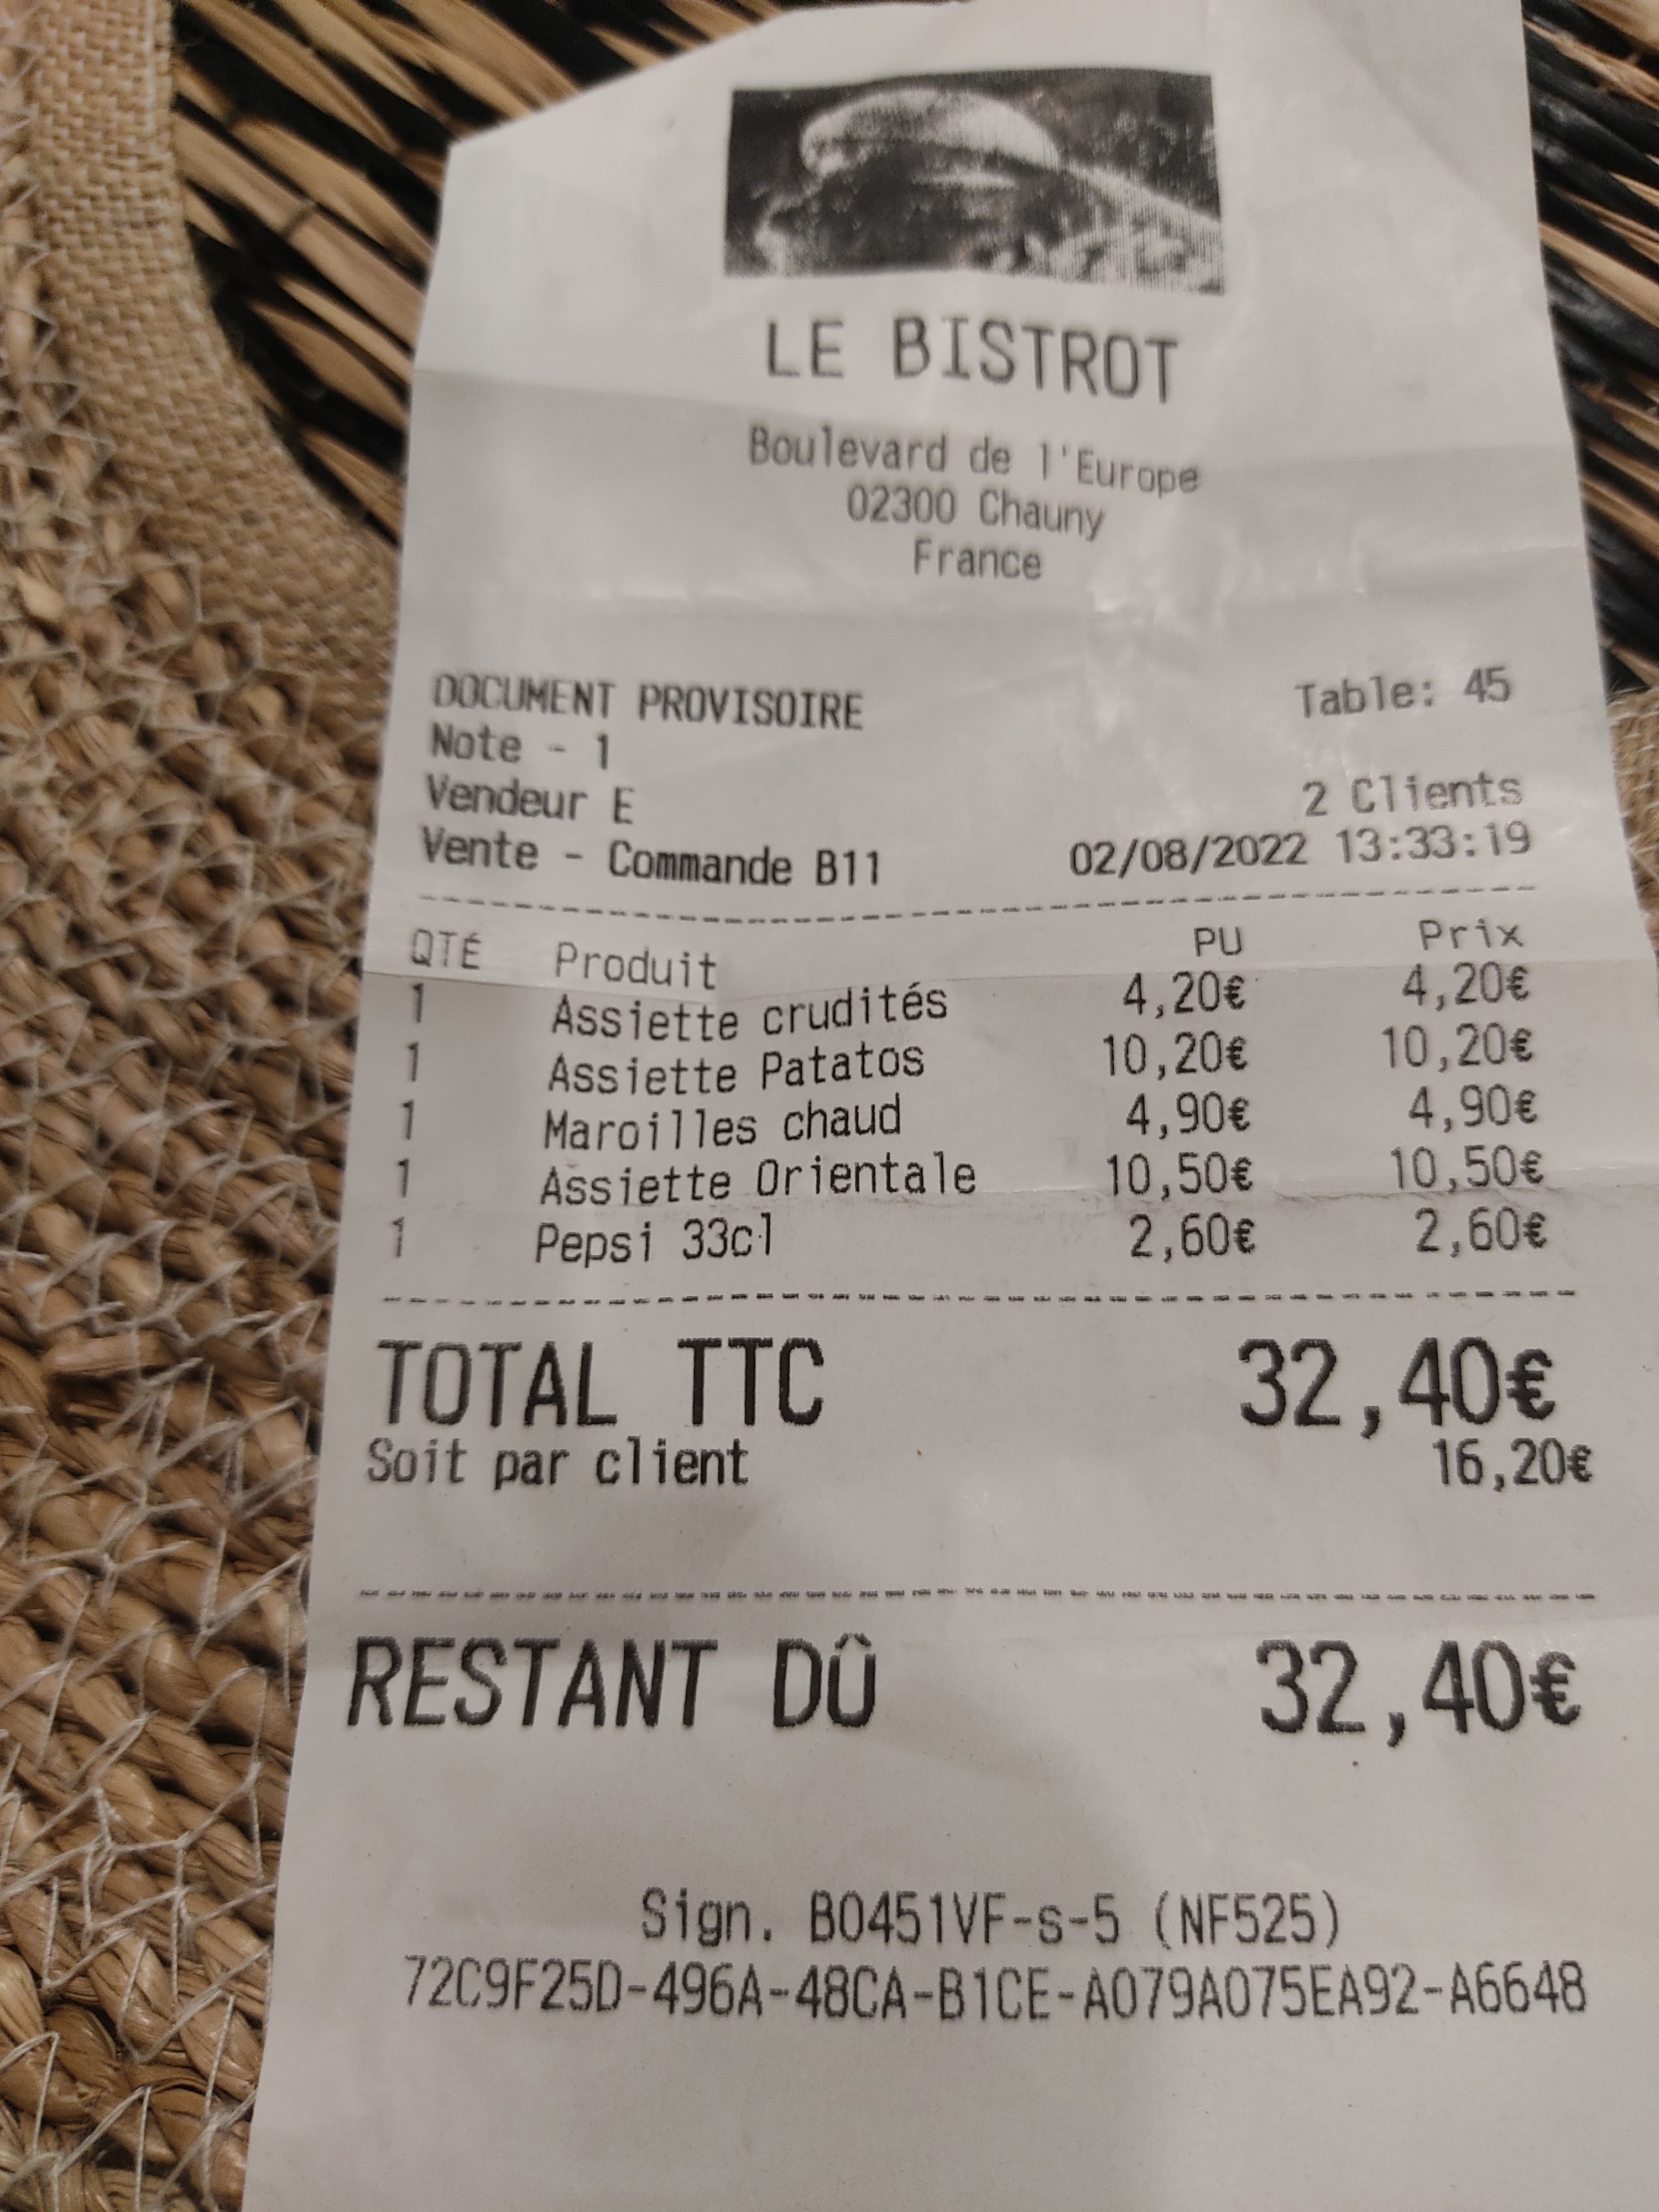 LE BISTROT
Boulevard de l'Europe
02300 Chauny
France
DOCUMENT PROVISOIRE Table: 45
Note - 1
Vendeur E 2 Clients
Vente - Commande B11 02/08/2022 13:33:19
QTÉ Produit PU Prix
1 Assiette crudités 4,20€ 4,20€
1 Assiette Patatos 10,20€ 10,20€
1 Maroilles chaud 4,90€ 4,90€
1 Assiette Orientale 10,50€ 10,50€
1 Pepsi 33cl 2,60€ 2,60€
TOTAL TTC 32,40€
Soit par client 16,20€
RESTANT DÛ 32,40€
Sign. B0451VF-s-5 (NF525)
72C9F25D-496A-48CA-B1CE-A079A075EA92-A6648